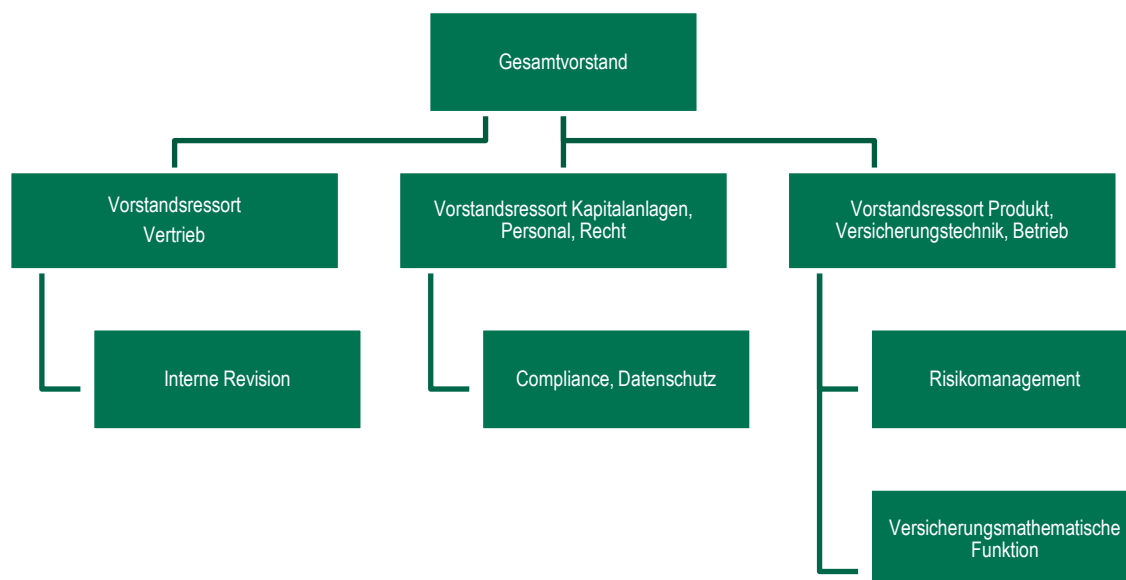 Gesamtvorstand
Vorstandsressort
Vertrieb
Vorstandsressort Kapitalanlagen,
Personal, Recht
Vorstandsressort Produkt,
Versicherungstechnik, Betrieb
Interne Revision
Compliance, Datenschutz
Risikomanagement
Versicherungsmathematische
Funktion